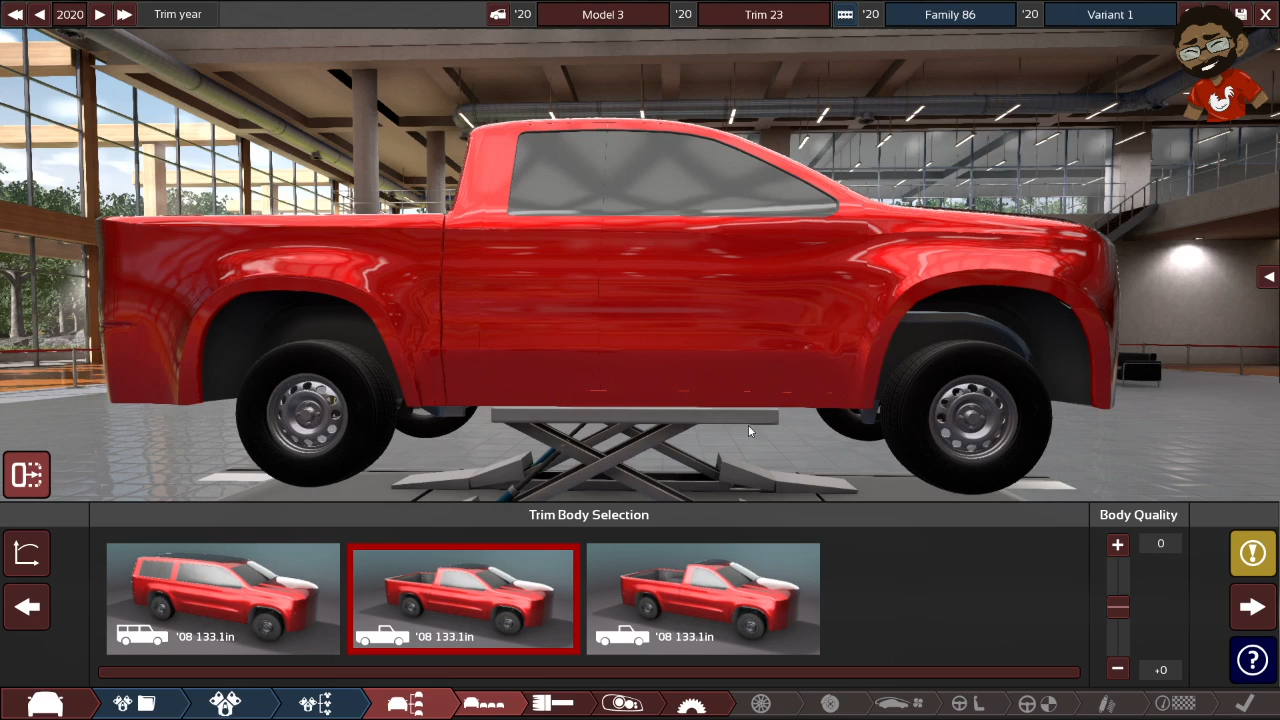 2020 Trim year '20 Model 3 '20 Trim 23 '20 Family 86 '20 Variant 1 X
Trim Body Selection
Body Quality
+ 0
'08 133.1in
'08 133.1in
'08 133.1in
- +0